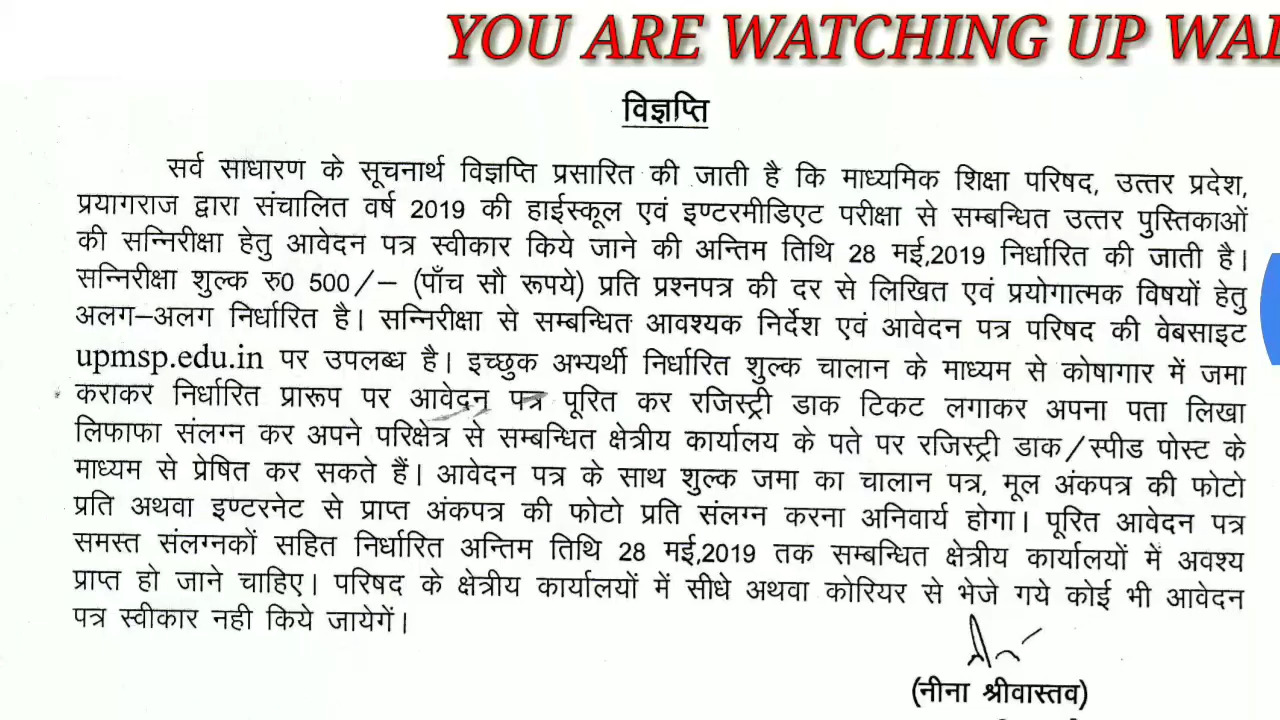 YOU ARE WATCHING UP WAL
विज्ञप्ति
सर्व साधारण के सूचनार्थ विज्ञप्ति प्रसारित की जाती है कि माध्यमिक शिक्षा परिषद, उत्तर प्रदेश,
प्रयागराज द्वारा संचालित वर्ष 2019 की हाईस्कूल एवं इण्टरमीडिएट परीक्षा से सम्बन्धित उत्तर पुस्तिकाओं
की सन्निरीक्षा हेतु आवेदन पत्र स्वीकार किये जाने की अन्तिम तिथि 28 मई,2019 निर्धारित की जाती है।
सन्निरीक्षा शुल्क रु0 500/– (पाँच सौ रूपये) प्रति प्रश्नपत्र की दर से लिखित एवं प्रयोगात्मक विषयों हेतु
अलग–अलग निर्धारित है। सन्निरीक्षा से सम्बन्धित आवश्यक निर्देश एवं आवेदन पत्र परिषद की वेबसाइट
upmsp.edu.in पर उपलब्ध है। इच्छुक अभ्यर्थी निर्धारित शुल्क चालान के माध्यम से कोषागार में जमा
कराकर निर्धारित प्रारूप पर आवेदन पत्र पूरित कर रजिस्ट्री डाक टिकट लगाकर अपना पता लिखा
लिफाफा संलग्न कर अपने परिक्षेत्र से सम्बन्धित क्षेत्रीय कार्यालय के पते पर रजिस्ट्री डाक/स्पीड पोस्ट के
माध्यम से प्रेषित कर सकते हैं। आवेदन पत्र के साथ शुल्क जमा का चालान पत्र, मूल अंकपत्र की फोटो
प्रति अथवा इण्टरनेट से प्राप्त अंकपत्र की फोटो प्रति संलग्न करना अनिवार्य होगा। पूरित आवेदन पत्र
समस्त संलग्नकों सहित निर्धारित अन्तिम तिथि 28 मई,2019 तक सम्बन्धित क्षेत्रीय कार्यालयों में अवश्य
प्राप्त हो जाने चाहिए। परिषद के क्षेत्रीय कार्यालयों में सीधे अथवा कोरियर से भेजे गये कोई भी आवेदन
पत्र स्वीकार नही किये जायेगें।
(नीना श्रीवास्तव)